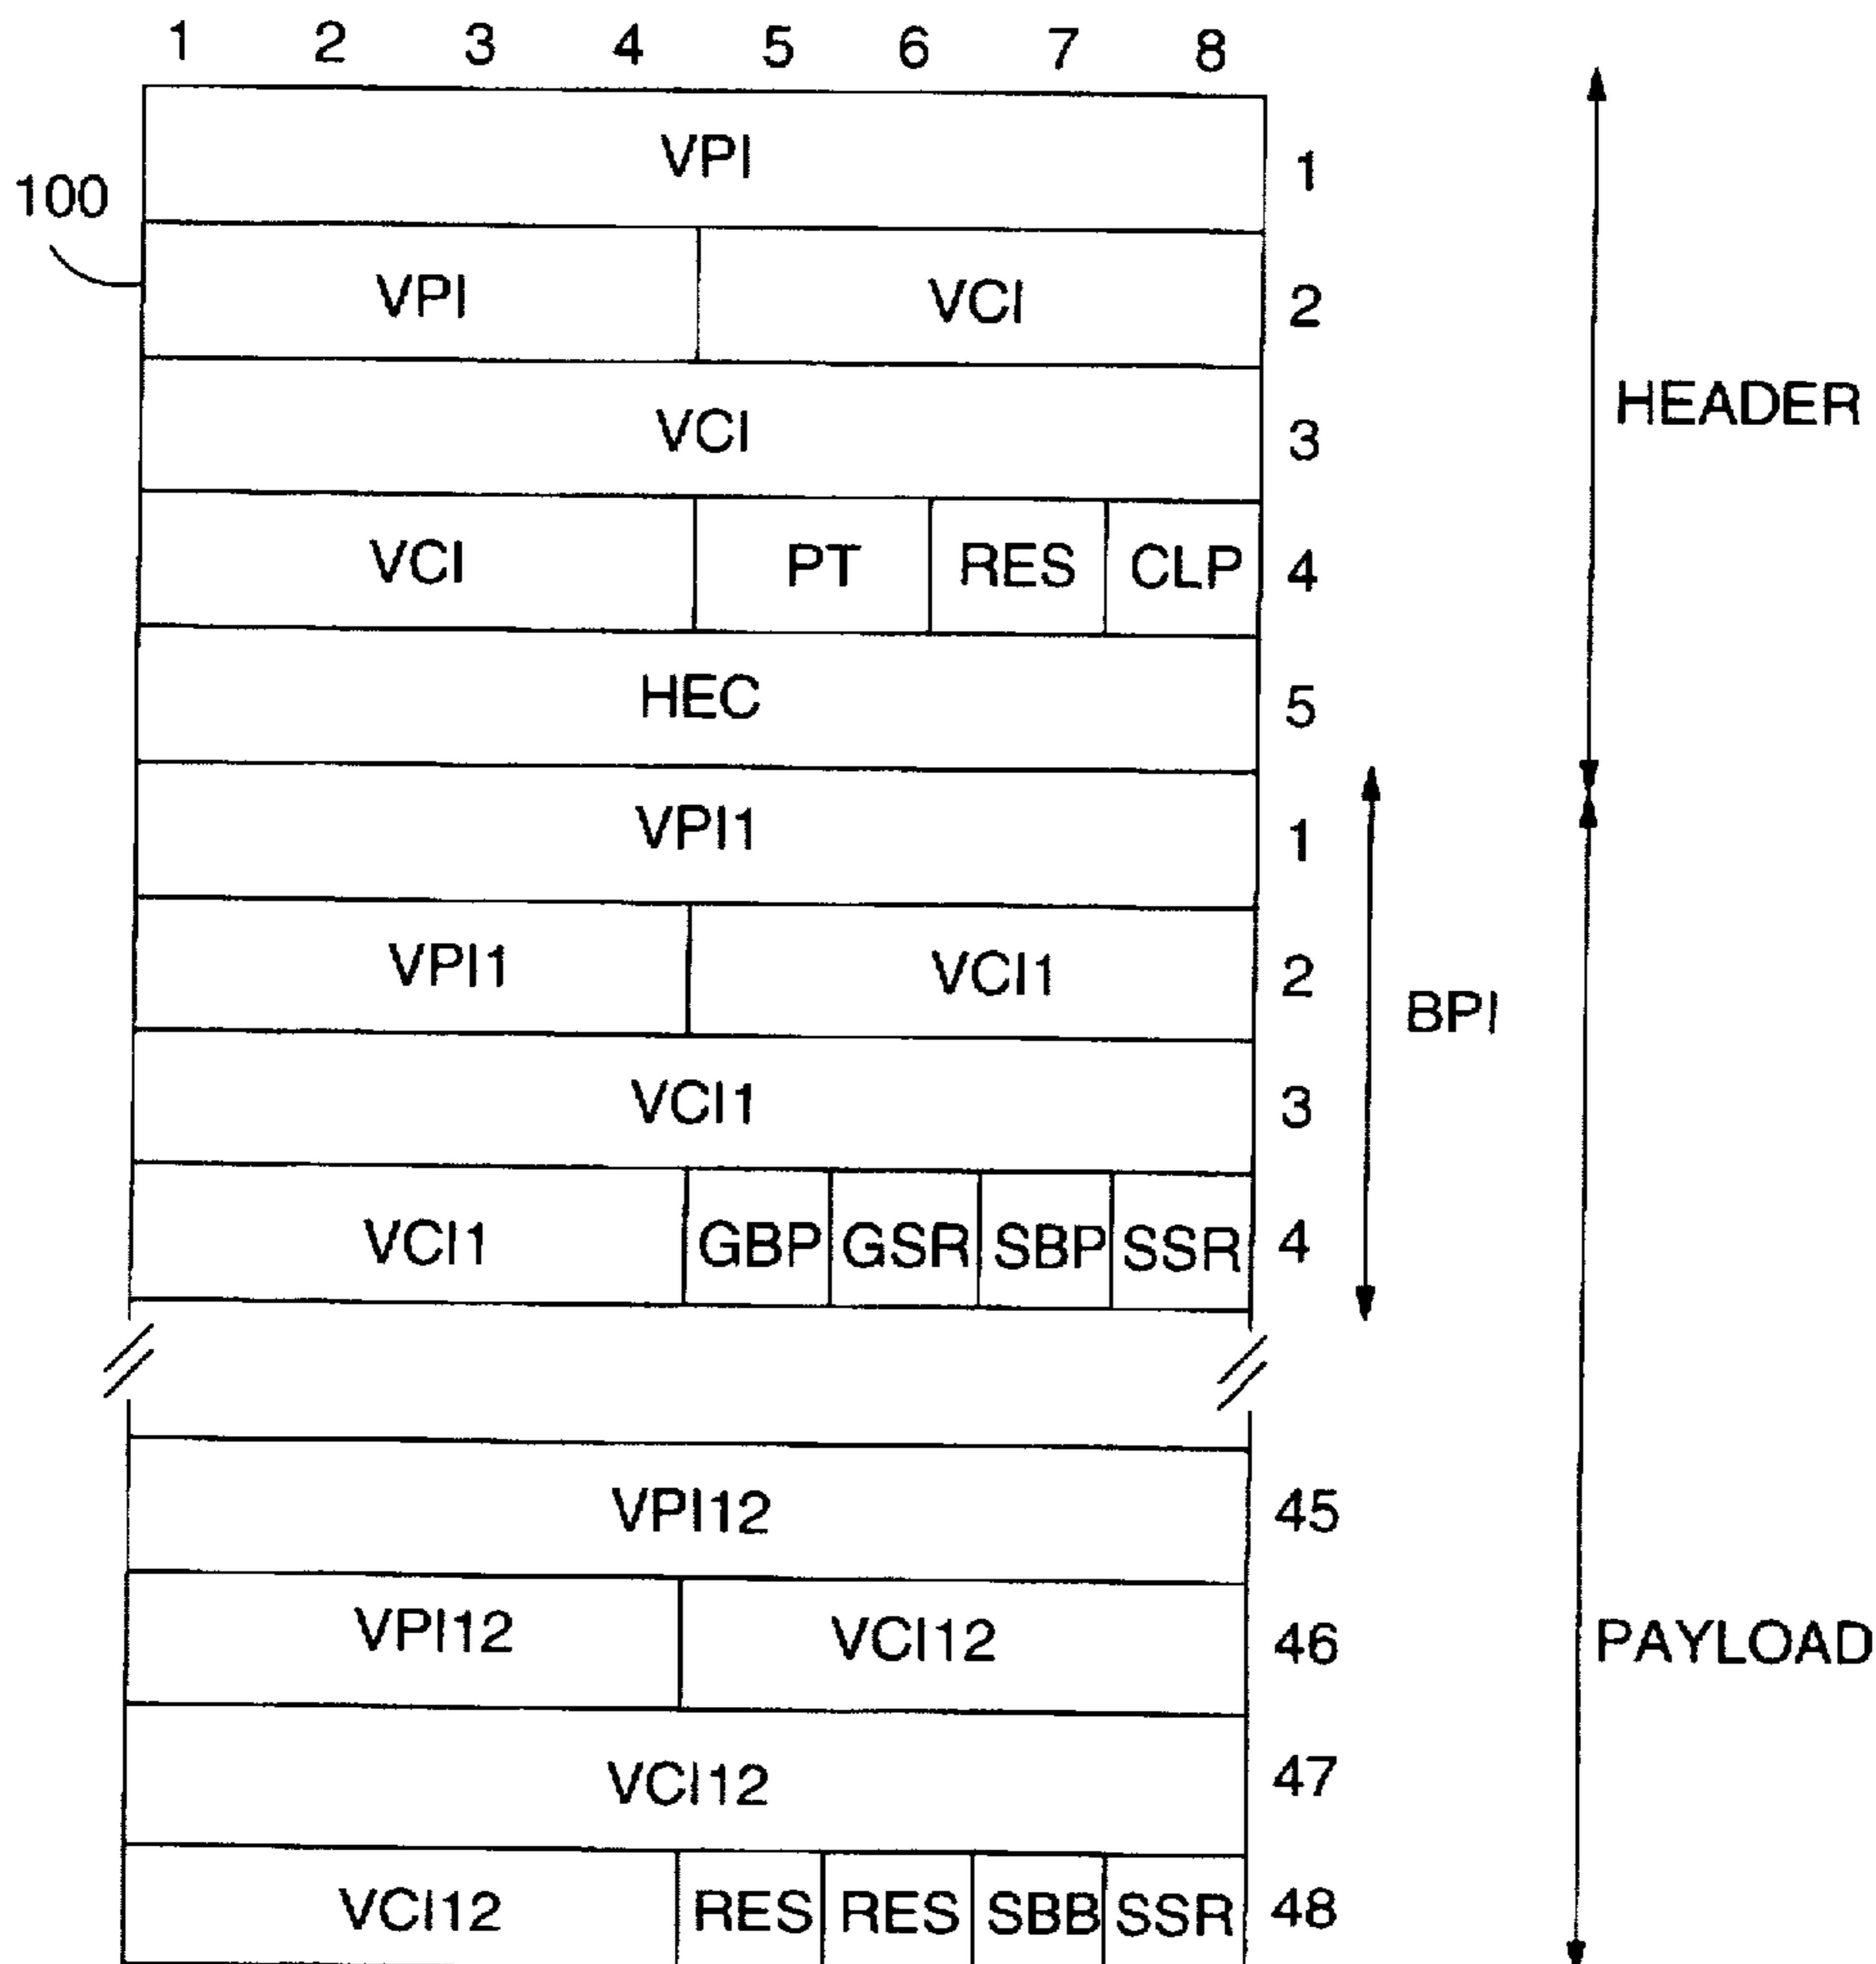 1 2 3 4 5 6 7 8
VPI 1
100
VPI VCI 2
VCI 3
HEADER
VCI PT RES CLP 4
HEC 5
VPI1 1
VPI1 VCI1 2
BPI
VCI1 3
VCI1 GBP GSR SBP SSR 4
VPI12 45
VPI12 VCI12 46
PAYLOAD
VCI12 47
VCI12 RES RES SBB SSR 48